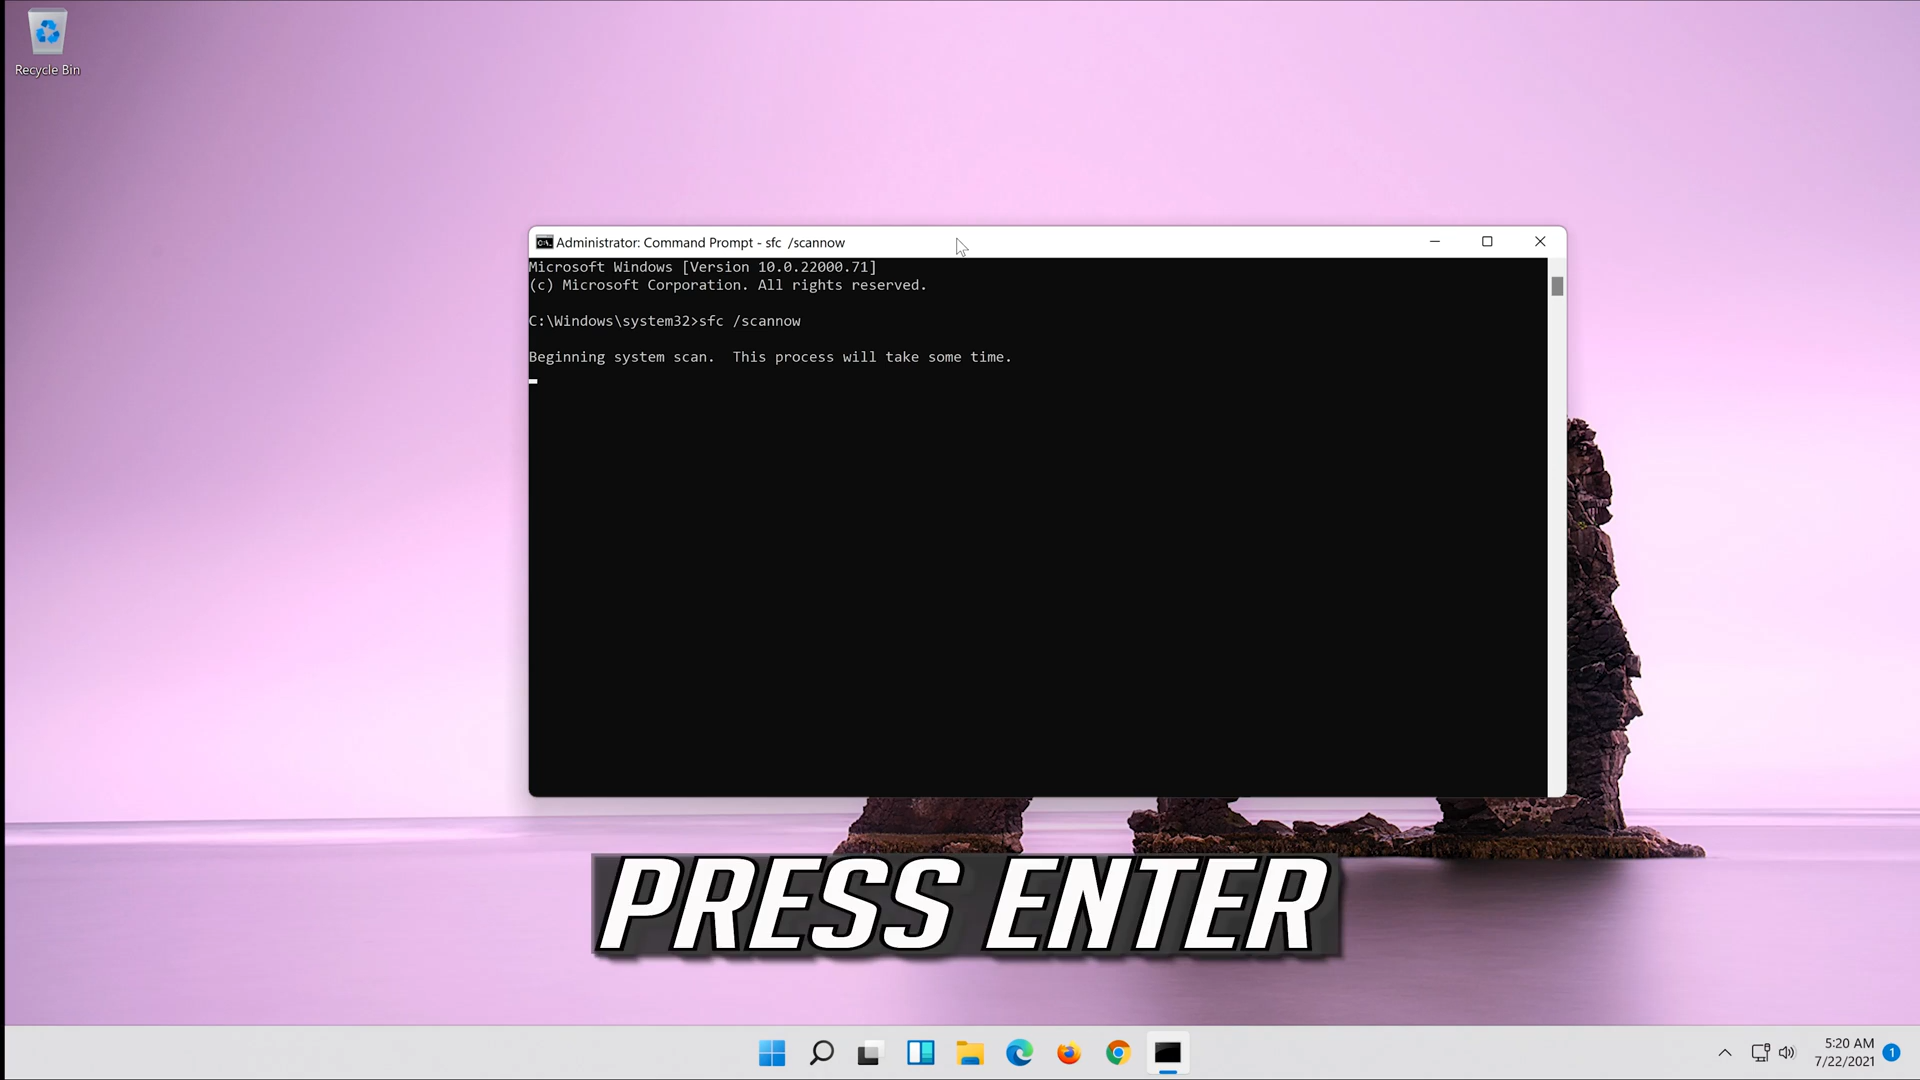 Recycle Bin
Administrator: Command Prompt - sfc  /scannow
Microsoft Windows [Version 10.0.22000.71]
(c) Microsoft Corporation. All rights reserved.
C:\Windows\system32>sfc /scannow
Beginning system scan.  This process will take some time.
PRESS ENTER
5:20 AM
7/22/2021
1